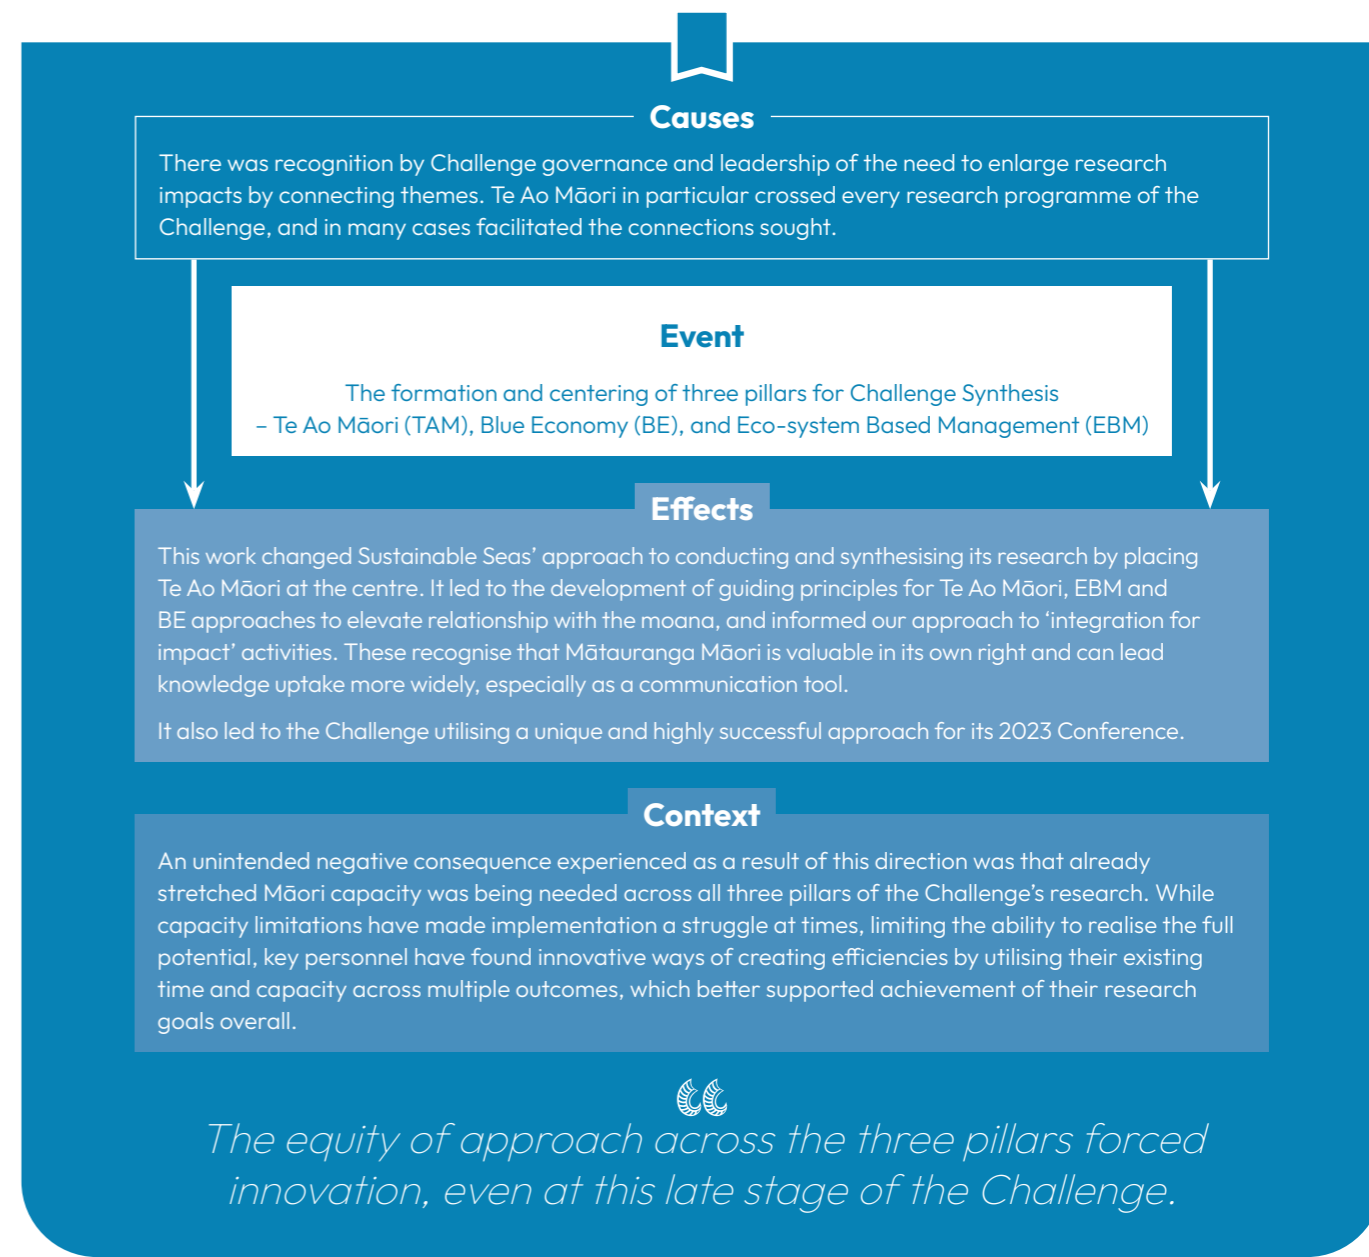 Causes
There was recognition by Challenge governance and leadership of the need to enlarge research
impacts by connecting themes. Te Ao Māori in particular crossed every research programme of the
Challenge, and in many cases facilitated the connections sought.
Event
The formation and centering of three pillars for Challenge Synthesis
– Te Ao Māori (TAM), Blue Economy (BE), and Eco-system Based Management (EBM)
Effects
This work changed Sustainable Seas’ approach to conducting and synthesising its research by placing
Te Ao Māori at the centre. It led to the development of guiding principles for Te Ao Māori, EBM and
BE approaches to elevate relationship with the moana, and informed our approach to ‘integration for
impact’ activities. These recognise that Mātauranga Māori is valuable in its own right and can lead
knowledge uptake more widely, especially as a communication tool.
It also led to the Challenge utilising a unique and highly successful approach for its 2023 Conference.
Context
An unintended negative consequence experienced as a result of this direction was that already
stretched Māori capacity was being needed across all three pillars of the Challenge’s research. While
capacity limitations have made implementation a struggle at times, limiting the ability to realise the full
potential, key personnel have found innovative ways of creating efficiencies by utilising their existing
time and capacity across multiple outcomes, which better supported achievement of their research
goals overall.
The equity of approach across the three pillars forced
innovation, even at this late stage of the Challenge.